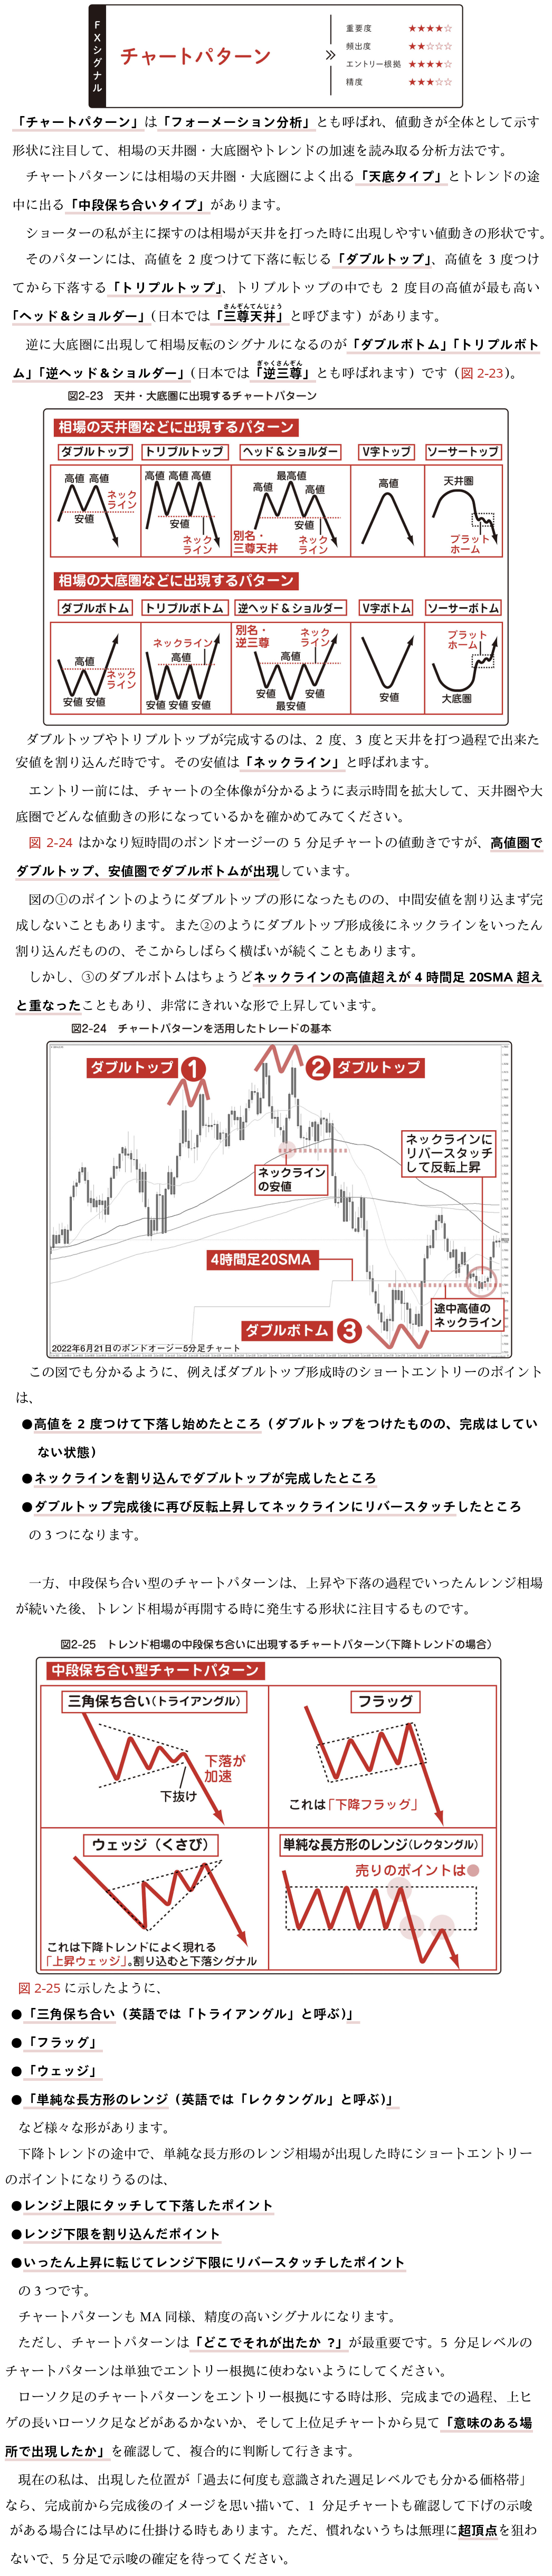 FXシグナル
チャートパターン
重要度 ★★★★☆
頻出度 ★★☆☆☆
エントリー根拠 ★★★★☆
精度 ★★★☆☆
「チャートパターン」は「フォーメーション分析」とも呼ばれ、値動きが全体として示す
形状に注目して、相場の天井圏・大底圏やトレンドの加速を読み取る分析方法です。
チャートパターンには相場の天井圏・大底圏によく出る「天底タイプ」とトレンドの途
中に出る「中段保ち合いタイプ」があります。
ショーターの私が主に探すのは相場が天井を打った時に出現しやすい値動きの形状です。
そのパターンには、高値を 2 度つけて下落に転じる「ダブルトップ」、高値を 3 度つけ
てから下落する「トリプルトップ」、トリプルトップの中でも 2 度目の高値が最も高い
さんぞんてんじょう
「ヘッド＆ショルダー」（日本では「三尊天井」と呼びます）があります。
逆に大底圏に出現して相場反転のシグナルになるのが「ダブルボトム」「トリプルボト
ぎゃくさんぞん
ム」「逆ヘッド＆ショルダー」（日本では「逆三尊」とも呼ばれます）です（図 2-23）。
図2-23 天井・大底圏に出現するチャートパターン
相場の天井圏などに出現するパターン
ダブルトップ トリプルトップ ヘッド＆ショルダー V字トップ ソーサートップ
高値 高値
ネックライン
安値
高値 高値 高値
安値
ネックライン
最高値
高値
高値
安値
別名・三尊天井
ネックライン
高値
天井圏
プラットホーム
相場の大底圏などに出現するパターン
ダブルボトム トリプルボトム 逆ヘッド＆ショルダー V字ボトム ソーサーボトム
高値
ネックライン
安値 安値
ネックライン
高値
安値 安値 安値
別名・逆三尊
ネックライン
高値
安値
安値
最安値
安値
プラットホーム
大底圏
ダブルトップやトリプルトップが完成するのは、2 度、3 度と天井を打つ過程で出来た
安値を割り込んだ時です。その安値は「ネックライン」と呼ばれます。
エントリー前には、チャートの全体像が分かるように表示時間を拡大して、天井圏や大
底圏でどんな値動きの形になっているかを確かめてみてください。
図 2-24 はかなり短時間のポンドオージーの 5 分足チャートの値動きですが、高値圏で
ダブルトップ、安値圏でダブルボトムが出現しています。
図の①のポイントのようにダブルトップの形になったものの、中間安値を割り込まず完
成しないこともあります。また②のようにダブルトップ形成後にネックラインをいったん
割り込んだものの、そこからしばらく横ばいが続くこともあります。
しかし、③のダブルボトムはちょうどネックラインの高値超えが 4 時間足 20SMA 超え
と重なったこともあり、非常にきれいな形で上昇しています。
図2-24 チャートパターンを活用したトレードの基本
ダブルトップ 1
2 ダブルトップ
ネックラインに
リバースタッチ
して反転上昇
ネックライン
の安値
4時間足20SMA
途中高値の
ネックライン
ダブルボトム 3
2022年6月21日のポンドオージー5分足チャート
この図でも分かるように、例えばダブルトップ形成時のショートエントリーのポイント
は、
●高値を 2 度つけて下落し始めたところ（ダブルトップをつけたものの、完成はしてい
ない状態）
●ネックラインを割り込んでダブルトップが完成したところ
●ダブルトップ完成後に再び反転上昇してネックラインにリバースタッチしたところ
の 3 つになります。
一方、中段保ち合い型のチャートパターンは、上昇や下落の過程でいったんレンジ相場
が続いた後、トレンド相場が再開する時に発生する形状に注目するものです。
図2-25 トレンド相場の中段保ち合いに出現するチャートパターン（下降トレンドの場合）
中段保ち合い型チャートパターン
三角保ち合い（トライアングル）
下落が
加速
下抜け
フラッグ
これは「下降フラッグ」
ウェッジ（くさび）
これは下降トレンドによく現れる
「上昇ウェッジ」。割り込むと下落シグナル
単純な長方形のレンジ（レクタングル）
売りのポイントは●
図 2-25 に示したように、
●「三角保ち合い（英語では「トライアングル」と呼ぶ）」
●「フラッグ」
●「ウェッジ」
●「単純な長方形のレンジ（英語では「レクタングル」と呼ぶ）」
など様々な形があります。
下降トレンドの途中で、単純な長方形のレンジ相場が出現した時にショートエントリー
のポイントになりうるのは、
●レンジ上限にタッチして下落したポイント
●レンジ下限を割り込んだポイント
●いったん上昇に転じてレンジ下限にリバースタッチしたポイント
の 3 つです。
チャートパターンも MA 同様、精度の高いシグナルになります。
ただし、チャートパターンは「どこでそれが出たか ?」が最重要です。5 分足レベルの
チャートパターンは単独でエントリー根拠に使わないようにしてください。
ローソク足のチャートパターンをエントリー根拠にする時は形、完成までの過程、上ヒ
ゲの長いローソク足などがあるかないか、そして上位足チャートから見て「意味のある場
所で出現したか」を確認して、複合的に判断して行きます。
現在の私は、出現した位置が「過去に何度も意識された週足レベルでも分かる価格帯」
なら、完成前から完成後のイメージを思い描いて、1 分足チャートも確認して下げの示唆
がある場合には早めに仕掛ける時もあります。ただ、慣れないうちは無理に超頂点を狙わ
ないで、5 分足で示唆の確定を待ってください。